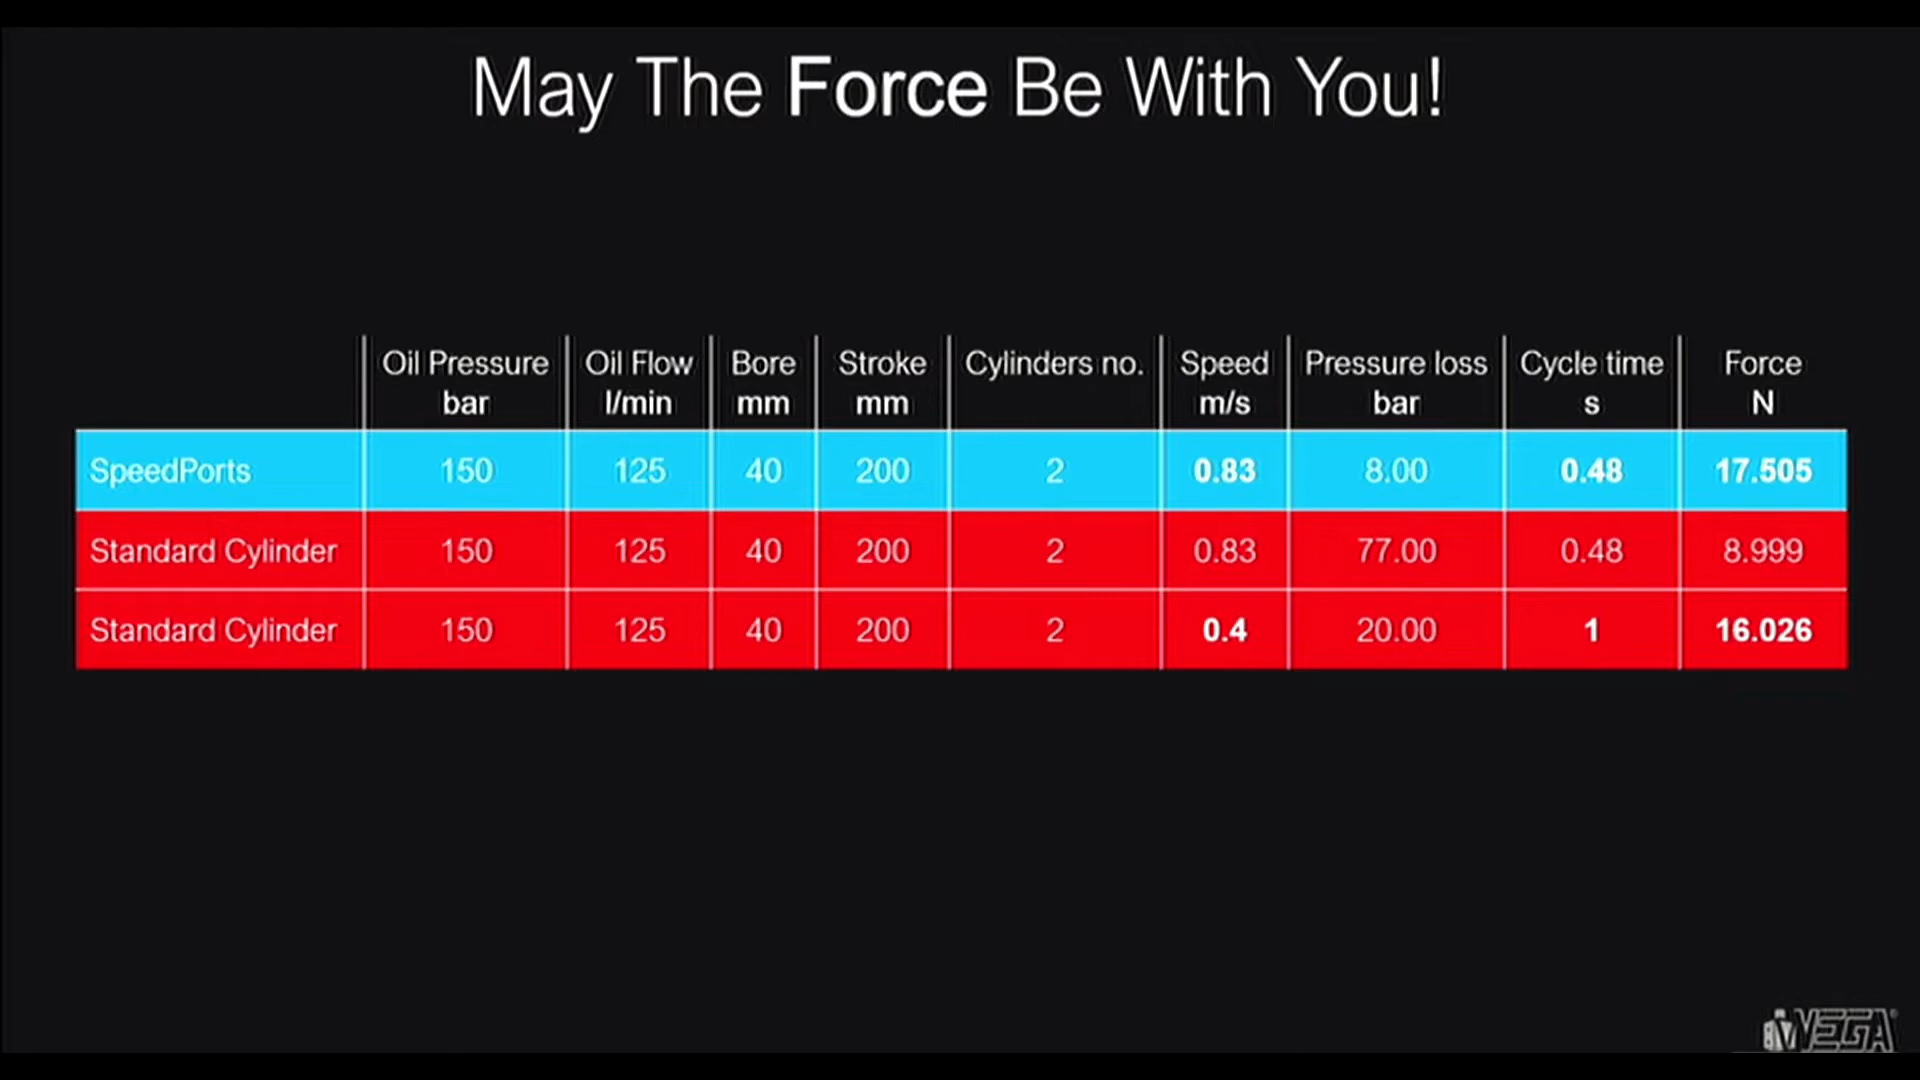 May The Force Be With You!
Oil Pressure Oil Flow Bore Stroke Cylinders no. Speed Pressure loss Cycle time Force
bar l/min mm mm m/s bar s N
SpeedPorts 150 125 40 200 2 0.83 8.00 0.48 17.505
Standard Cylinder 150 125 40 200 2 0.83 77.00 0.48 8.999
Standard Cylinder 150 125 40 200 2 0.4 20.00 1 16.026
VEGA